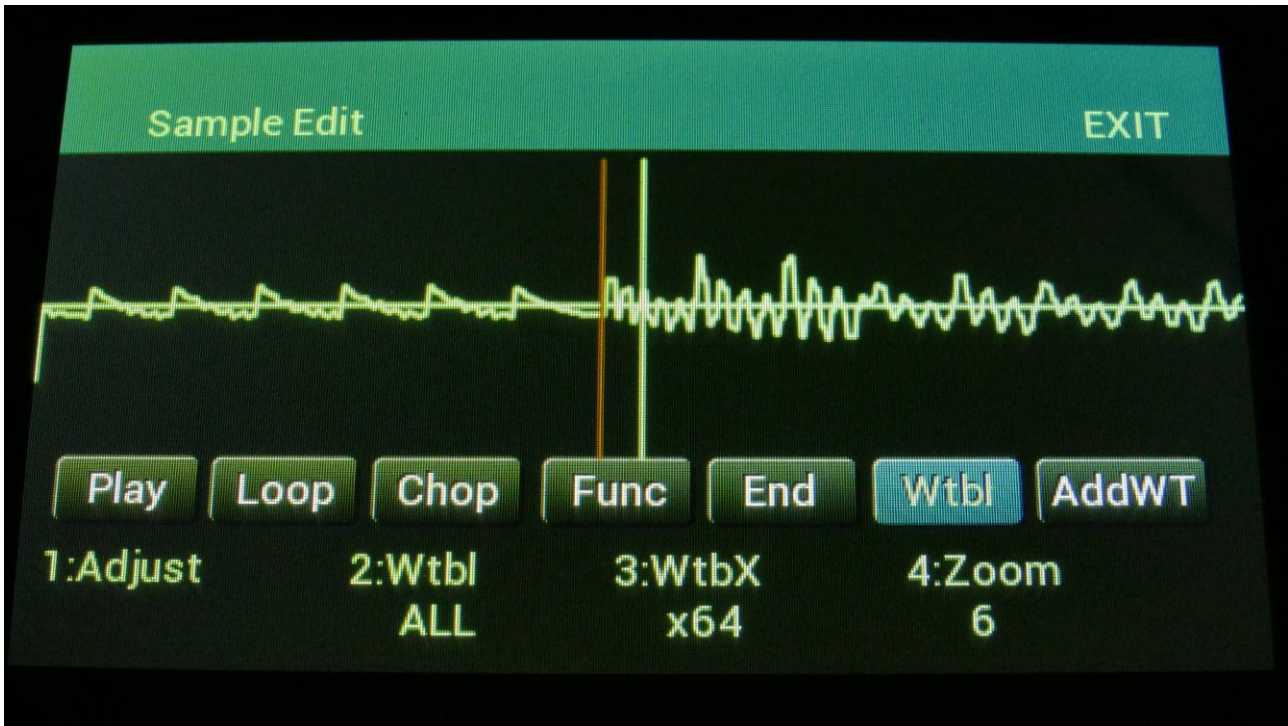 Sample Edit EXIT
Play Loop Chop Func End Wtbl AddWT
1:Adjust 2:Wtbl 3:WtbX 4:Zoom
ALL x64 6